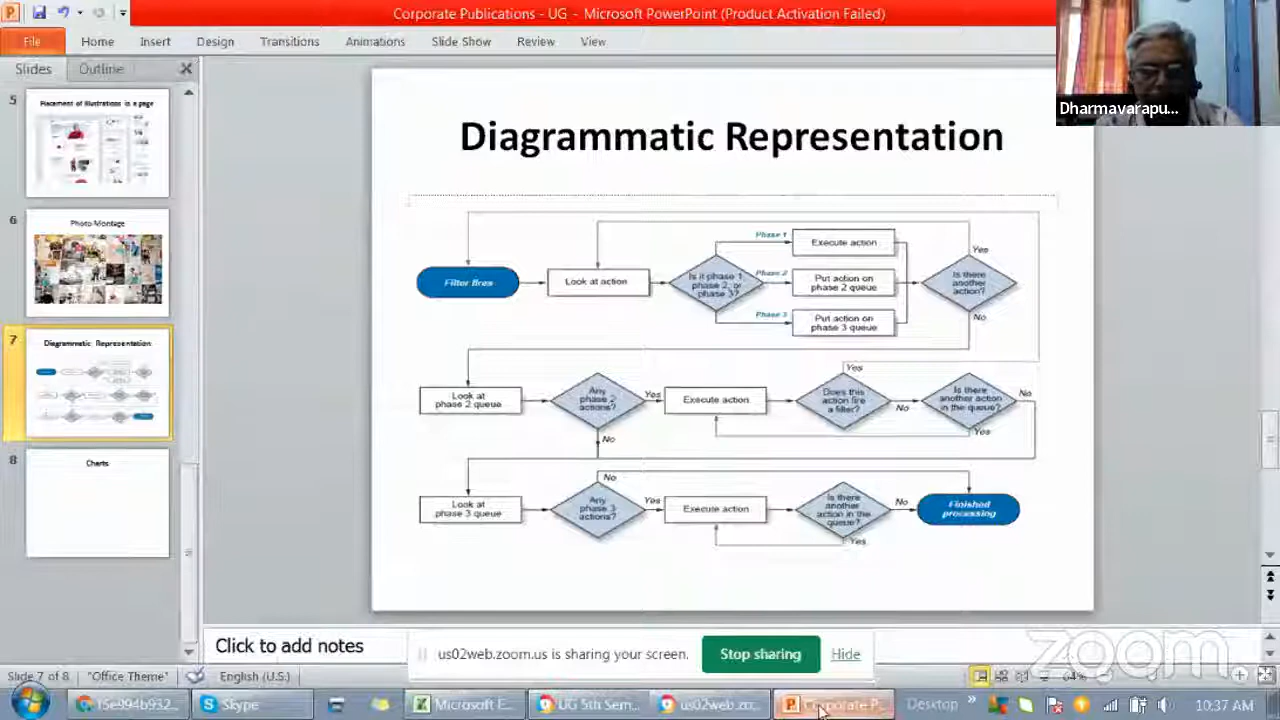 Corporate Publications - UG - Microsoft PowerPoint (Product Activation Failed)
File Home Insert Design Transitions Animations Slide Show Review View
Dharmavarapu...
Slides Outline
5
Placement of Illustrations in a page
6
Photo Montage
7
Diagrammatic Representation
8
Charts
Diagrammatic Representation
Filter fires
Look at action
Is it phase 1,
phase 2, or
phase 3?
Phase 1
Execute action
Phase 2
Put action on
phase 2 queue
Phase 3
Put action on
phase 3 queue
Yes
Is there
another
action?
No
Look at
phase 2 queue
Any
phase 2
actions?
Yes
No
Execute action
Yes
Does this
action fire
a filter?
No
Is there
another action
in the queue?
No
Yes
Look at
phase 3 queue
No
Any
phase 3
actions?
Yes
Execute action
Is there
another
action in the
queue?
No
Yes
Finished
processing
Click to add notes
us02web.zoom.us is sharing your screen. Stop sharing Hide
zoom
Slide 7 of 8 "Office Theme" English (U.S.) 64%
15e994b932... Skype Microsoft E... UG 5th Sem... us02web.zo... Corporate P... Desktop » 10:37 AM